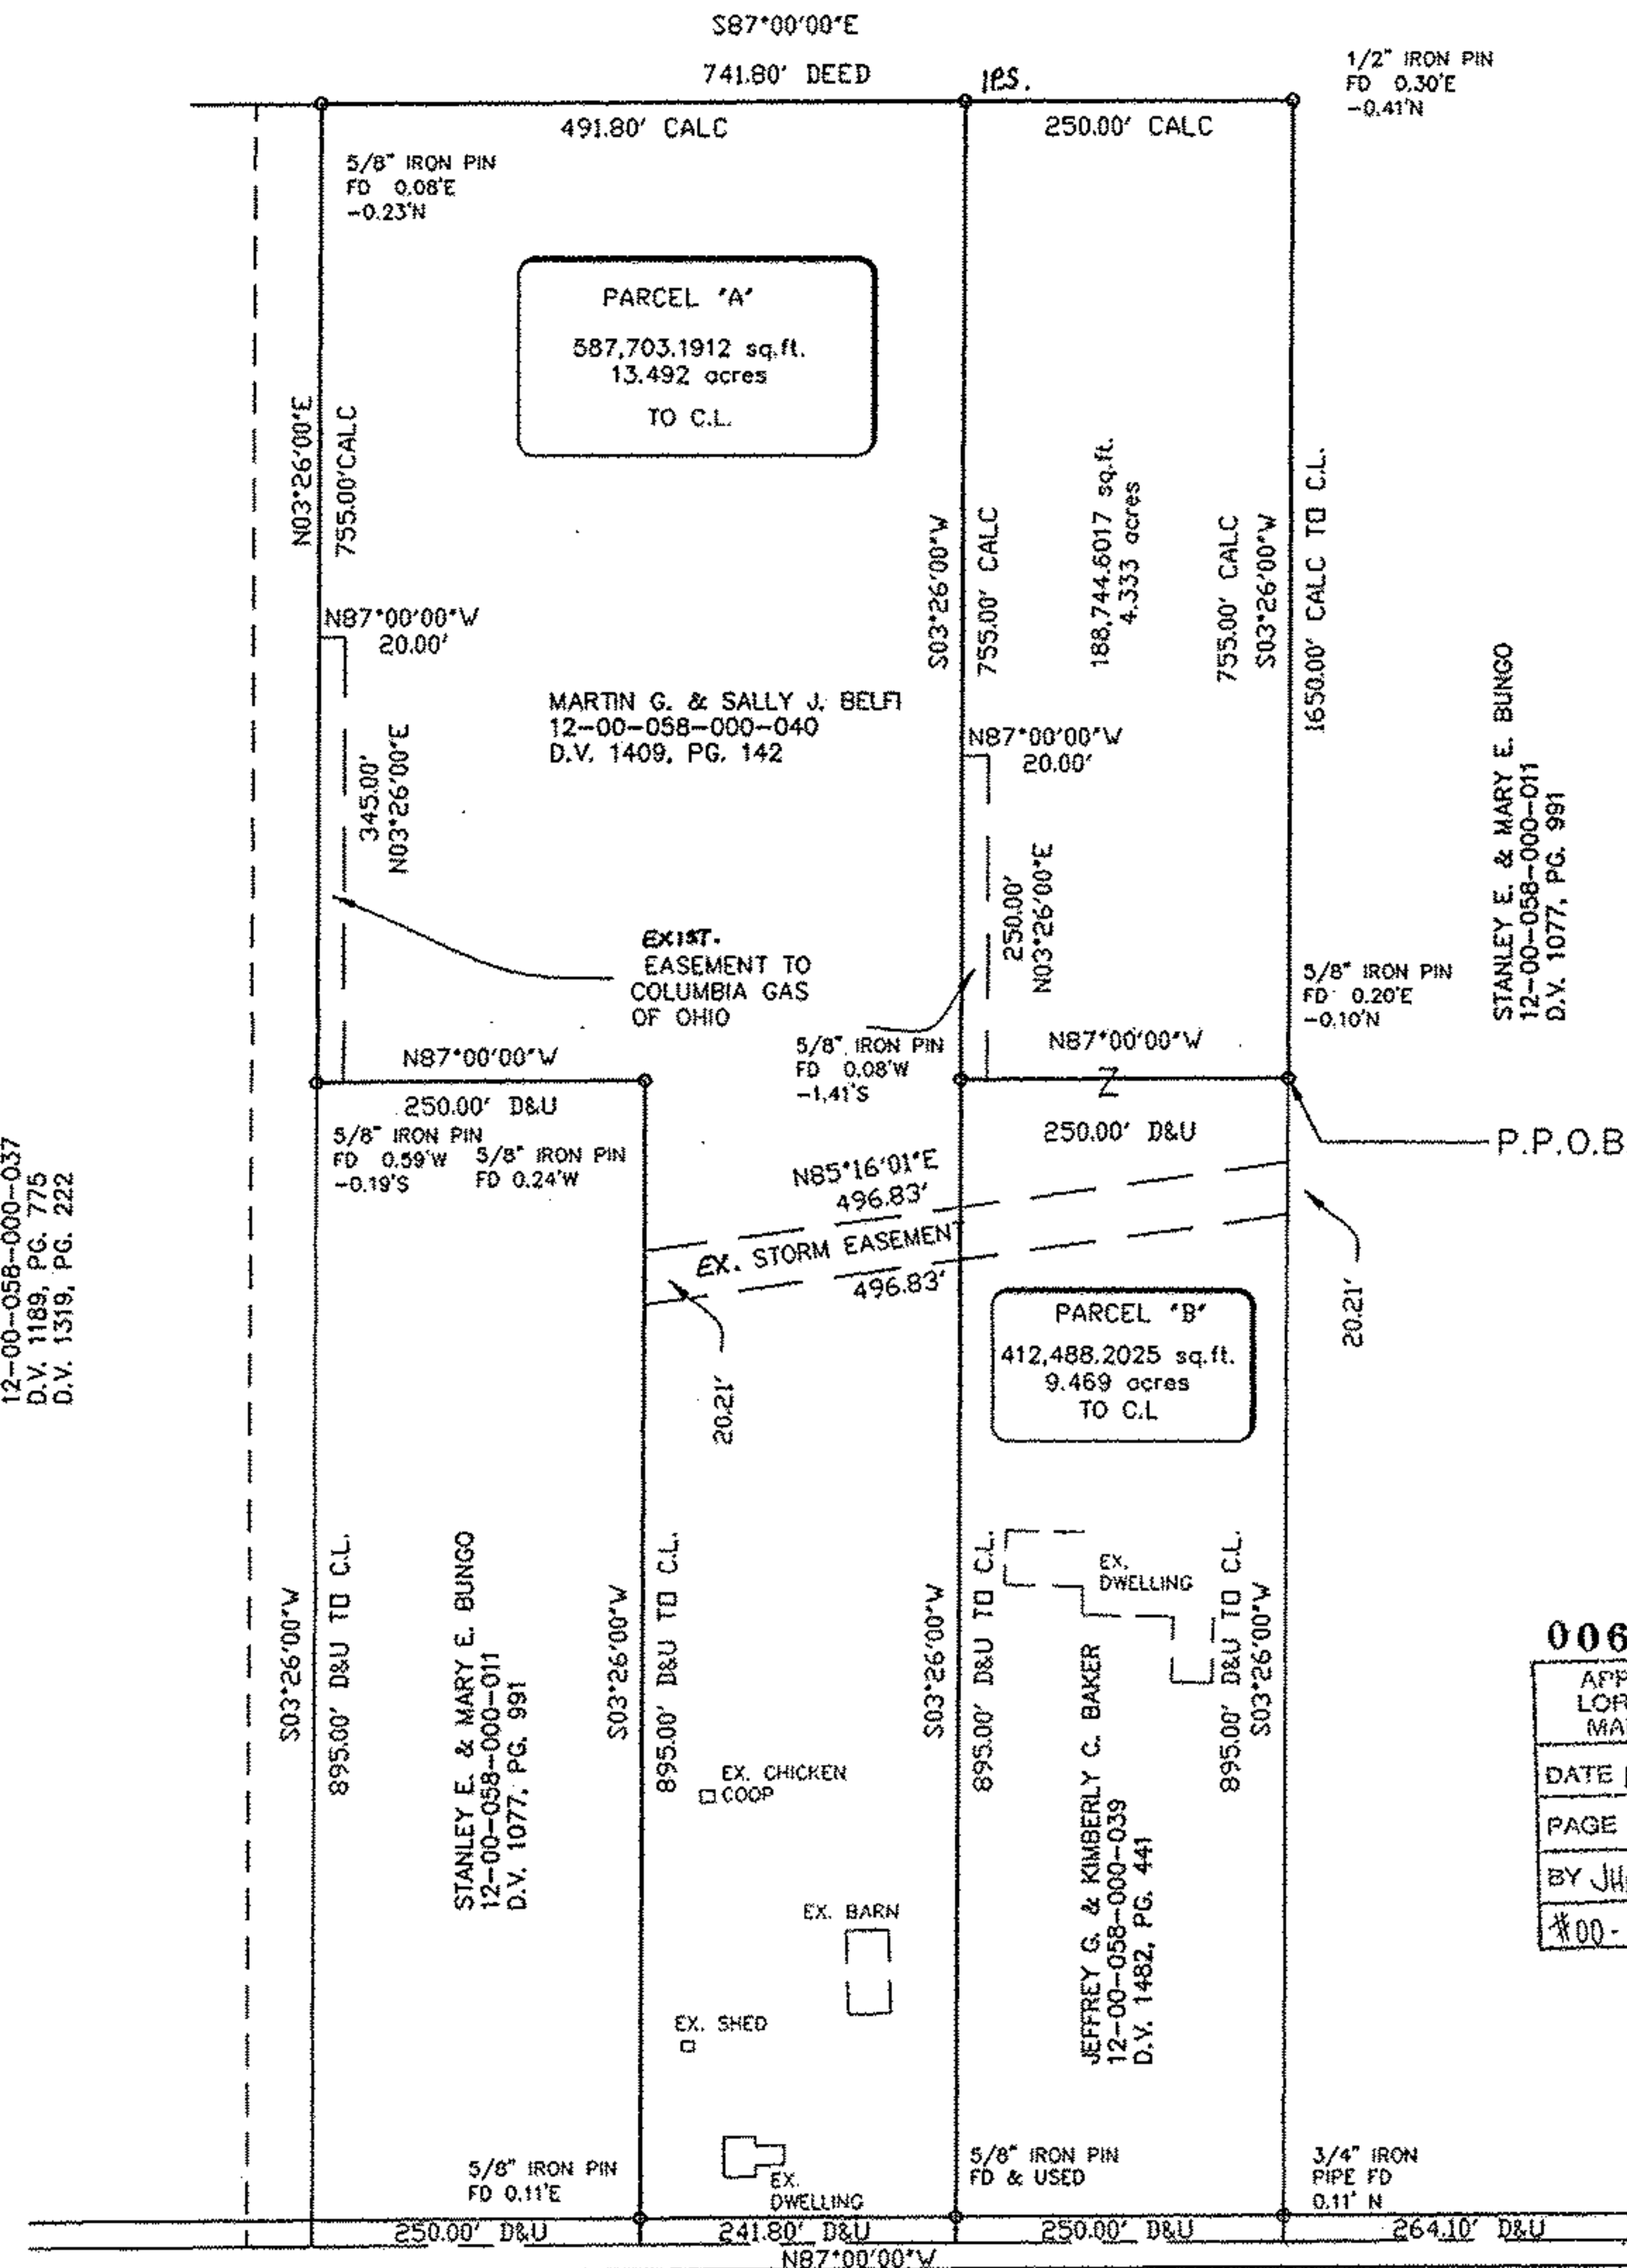 S87°00'00"E
741.80' DEED
IPS.
1/2" IRON PIN
FD 0.30'E
-0.41'N
491.80' CALC
250.00' CALC
5/8" IRON PIN
FD 0.08'E
-0.23'N
PARCEL "A"
587,703.1912 sq.ft.
13.492 acres
TO C.L.
N03°26'00"E
755.00'CALC
S03°26'00"W
755.00' CALC
188,744.6017 sq.ft.
4.333 acres
755.00' CALC
S03°26'00"W
1650.00' CALC TO C.L.
N87°00'00"W
20.00'
MARTIN G. & SALLY J. BELFI
12-00-058-000-040
D.V. 1409, PG. 142
N87°00'00"W
20.00'
STANLEY E. & MARY E. BUNGO
12-00-058-000-011
D.V. 1077, PG. 991
345.00'
N03°26'00"E
250.00'
N03°26'00"E
EXIST.
EASEMENT TO
COLUMBIA GAS
OF OHIO
5/8" IRON PIN
FD 0.20'E
-0.10'N
5/8" IRON PIN
FD 0.08'W
-1.41'S
N87°00'00"W
250.00' D&U
N87°00'00"W
Z
250.00' D&U
P.P.O.B.
5/8" IRON PIN
FD 0.59'W
-0.19'S
5/8" IRON PIN
FD 0.24'W
12-00-058-000-037
D.V. 1189, PG. 775
D.V. 1319, PG. 222
N85°16'01"E
496.83'
EX. STORM EASEMENT
496.83'
20.21'
20.21'
PARCEL "B"
412,488.2025 sq.ft.
9.469 acres
TO C.L
S03°26'00"W
895.00' D&U TO C.L.
STANLEY E. & MARY E. BUNGO
12-00-058-000-011
D.V. 1077, PG. 991
S03°26'00"W
895.00' D&U TO C.L.
S03°26'00"W
895.00' D&U TO C.L.
EX.
DWELLING
895.00' D&U TO C.L.
S03°26'00"W
JEFFREY G. & KIMBERLY C. BAKER
12-00-058-000-039
D.V. 1482, PG. 441
EX. CHICKEN
COOP
EX. BARN
EX. SHED
EX.
DWELLING
006
APP
LOR
MA
DATE
PAGE
BY JH
#00-
5/8" IRON PIN
FD 0.11'E
5/8" IRON PIN
FD & USED
3/4" IRON
PIPE FD
0.11' N
250.00' D&U
241.80' D&U
250.00' D&U
264.10' D&U
N87°00'00"W